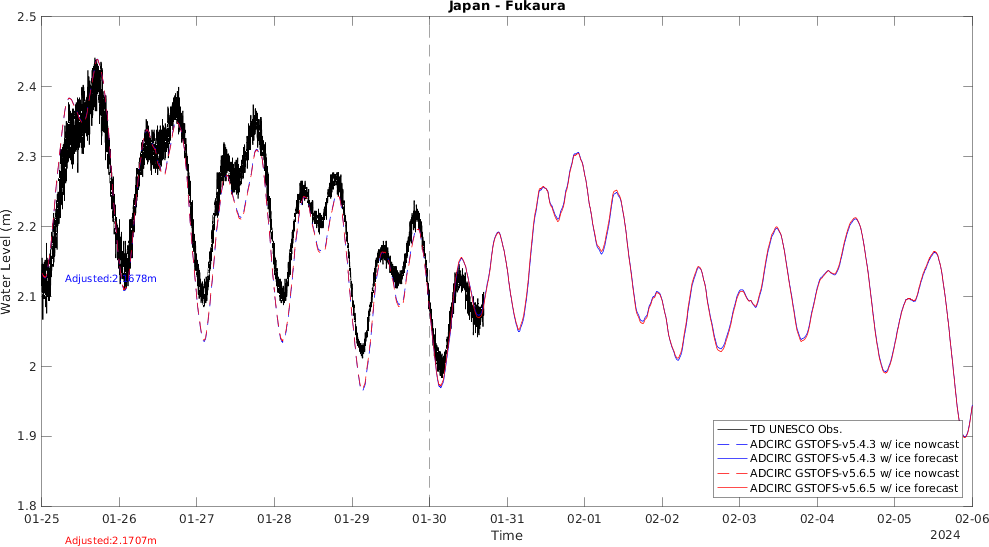 Japan - Fukaura
2.5
2.4
2.3
2.2
2.1
2
1.9
1.8
Water Level (m)
TD UNESCO Obs.
ADCIRC GSTOFS-v5.4.3 w/ ice nowcast
ADCIRC GSTOFS-v5.4.3 w/ ice forecast
ADCIRC GSTOFS-v5.6.5 w/ ice nowcast
ADCIRC GSTOFS-v5.6.5 w/ ice forecast
01-25 01-26 01-27 01-28 01-29 01-30 01-31 02-01 02-02 02-03 02-04 02-05 02-06
Time
2024
Adjusted:2.1707m